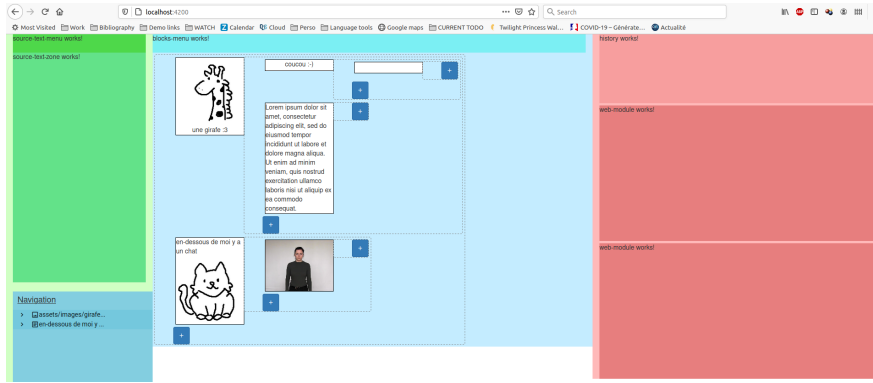 localhost:4200
Search
Most Visited Work Bibliography Demo links WATCH Calendar Cloud Perso Language tools Google maps CURRENT TODO Twilight Princess Wal... COVID-19 – Générate... Actualité
source-text-menu works!
blocks-menu works!
history works!
source-text-zone works!
coucou :-)
+
+
une girafe :3
Lorem ipsum dolor sit
amet, consectetur
adipiscing elit, sed do
eiusmod tempor
incididunt ut labore et
dolore magna aliqua.
Ut enim ad minim
veniam, quis nostrud
exercitation ullamco
laboris nisi ut aliquip ex
ea commodo
consequat.
+
+
web-module works!
en-dessous de moi y a
un chat
+
+
+
web-module works!
Navigation
assets/images/girafe...
en-dessous de moi y ...